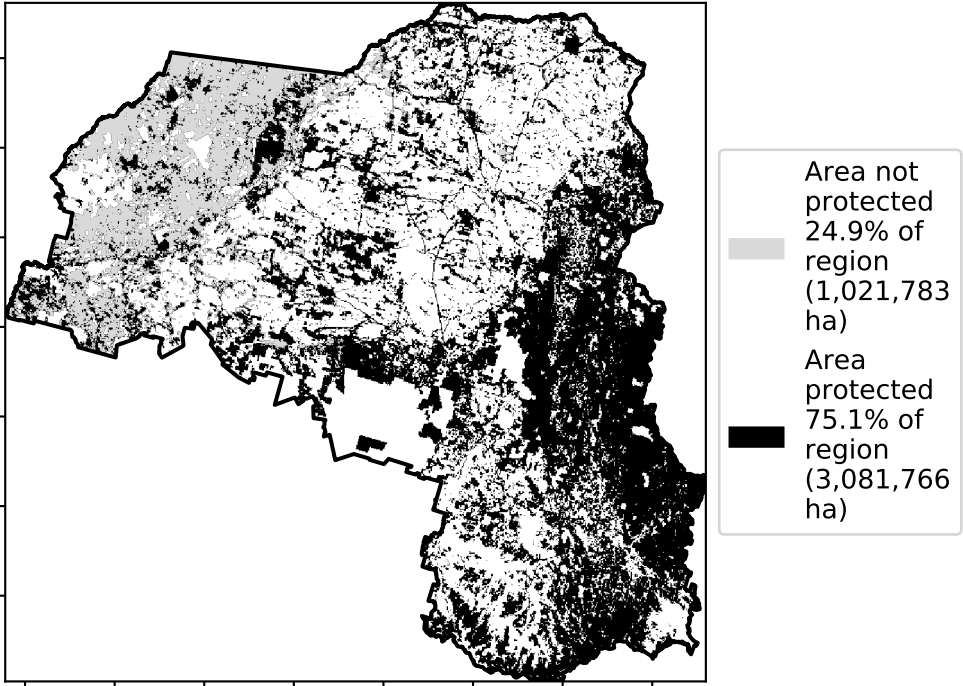 Area not
protected
24.9% of
region
(1,021,783
ha)
Area
protected
75.1% of
region
(3,081,766
ha)